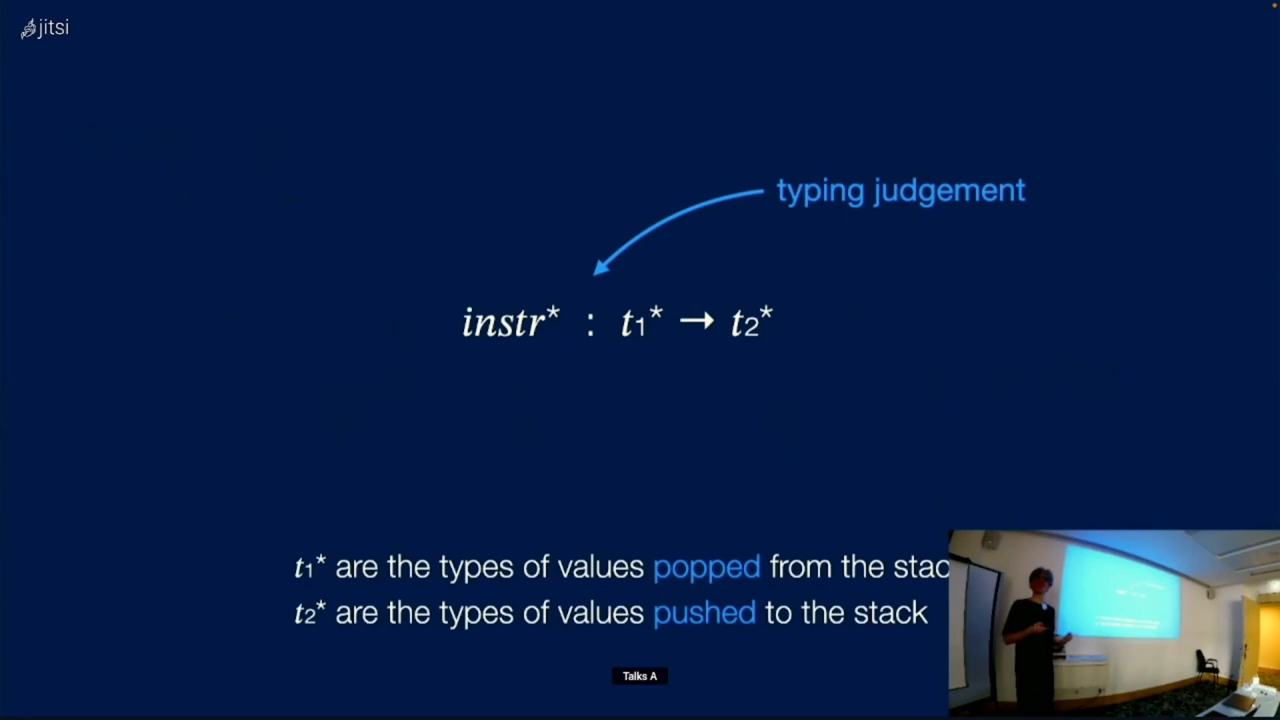 jitsi
typing judgement
instr* : t₁* → t₂*
t₁* are the types of values popped from the stac
t₂* are the types of values pushed to the stack
Talks A